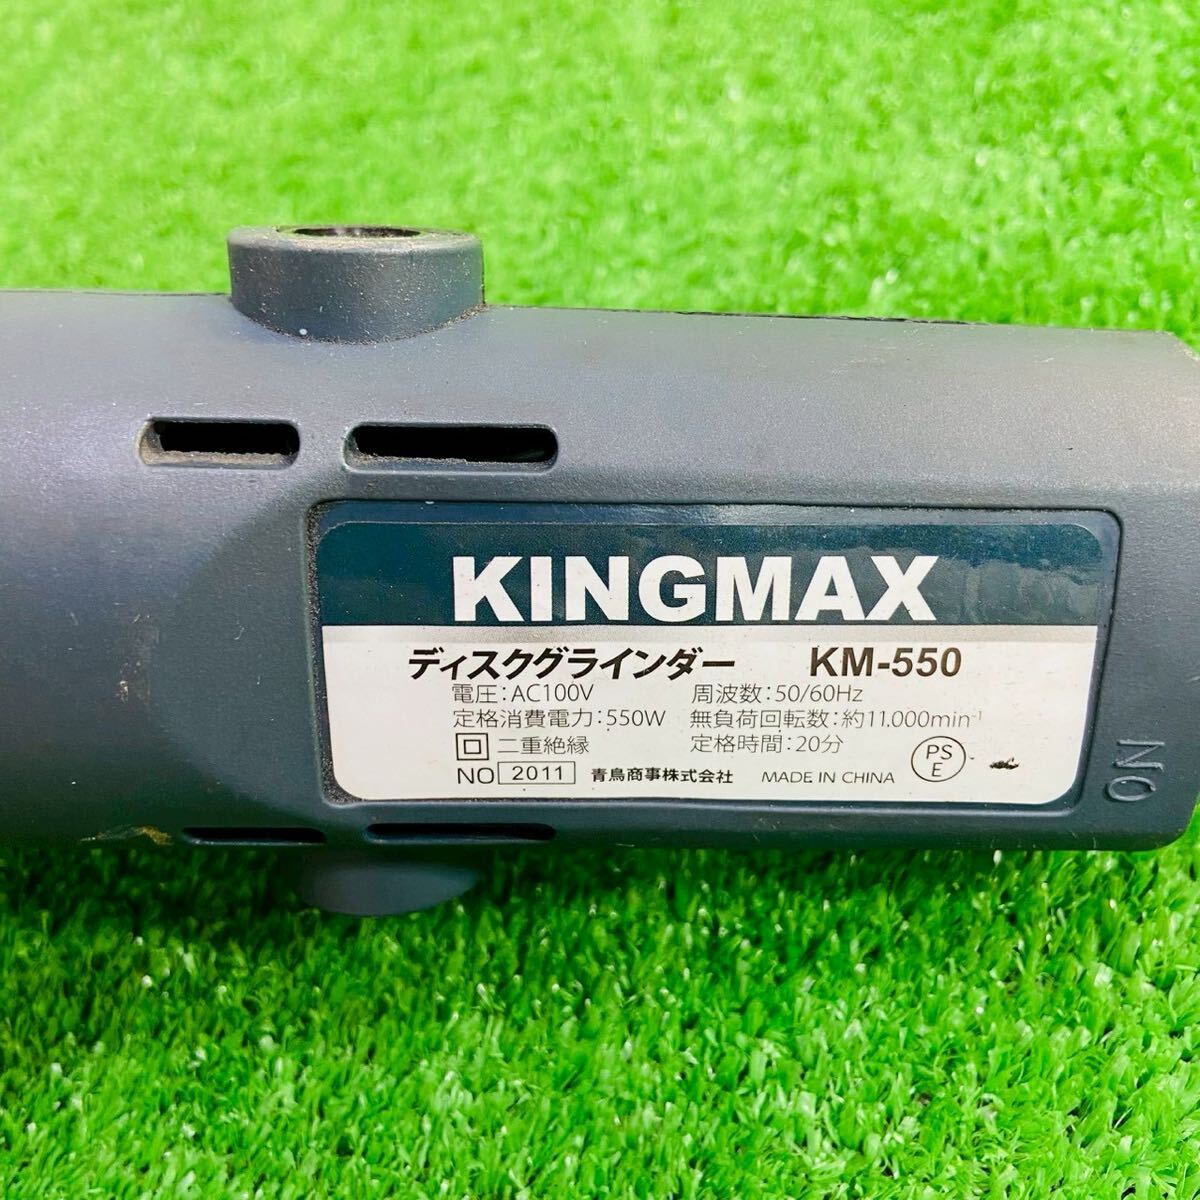 KINGMAX
ディスクグラインダー KM-550
電圧:AC100V 周波数:50/60Hz
定格消費電力:550W 無負荷回転数:約11.000min⁻¹
二重絶縁 定格時間:20分
NO 2011 青鳥商事株式会社 MADE IN CHINA
PS
E
NO